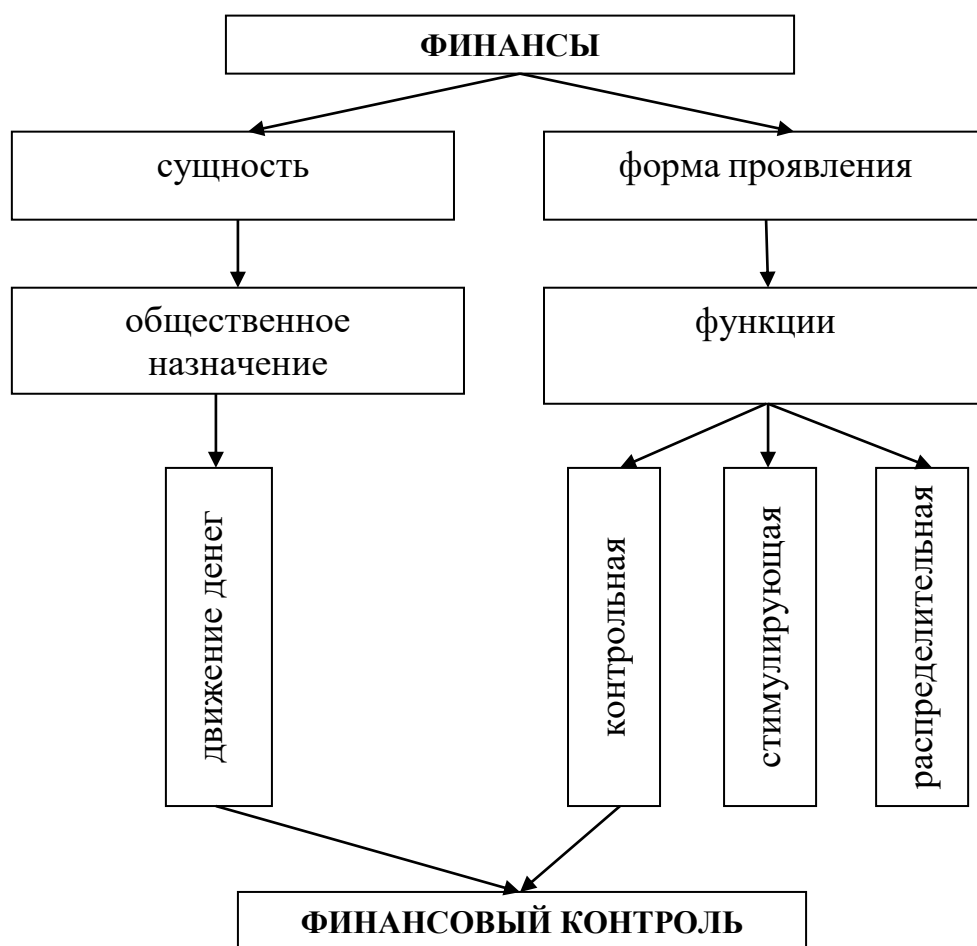 ФИНАНСЫ
сущность
форма проявления
общественное
назначение
функции
движение денег
контрольная
стимулирующая
распределительная
ФИНАНСОВЫЙ КОНТРОЛЬ